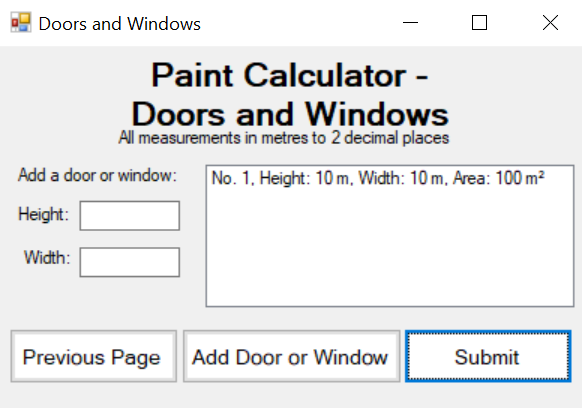 Doors and Windows
Paint Calculator -
Doors and Windows
All measurements in metres to 2 decimal places
Add a door or window:
No. 1, Height: 10 m, Width: 10 m, Area: 100 m²
Height:
Width:
Previous Page
Add Door or Window
Submit